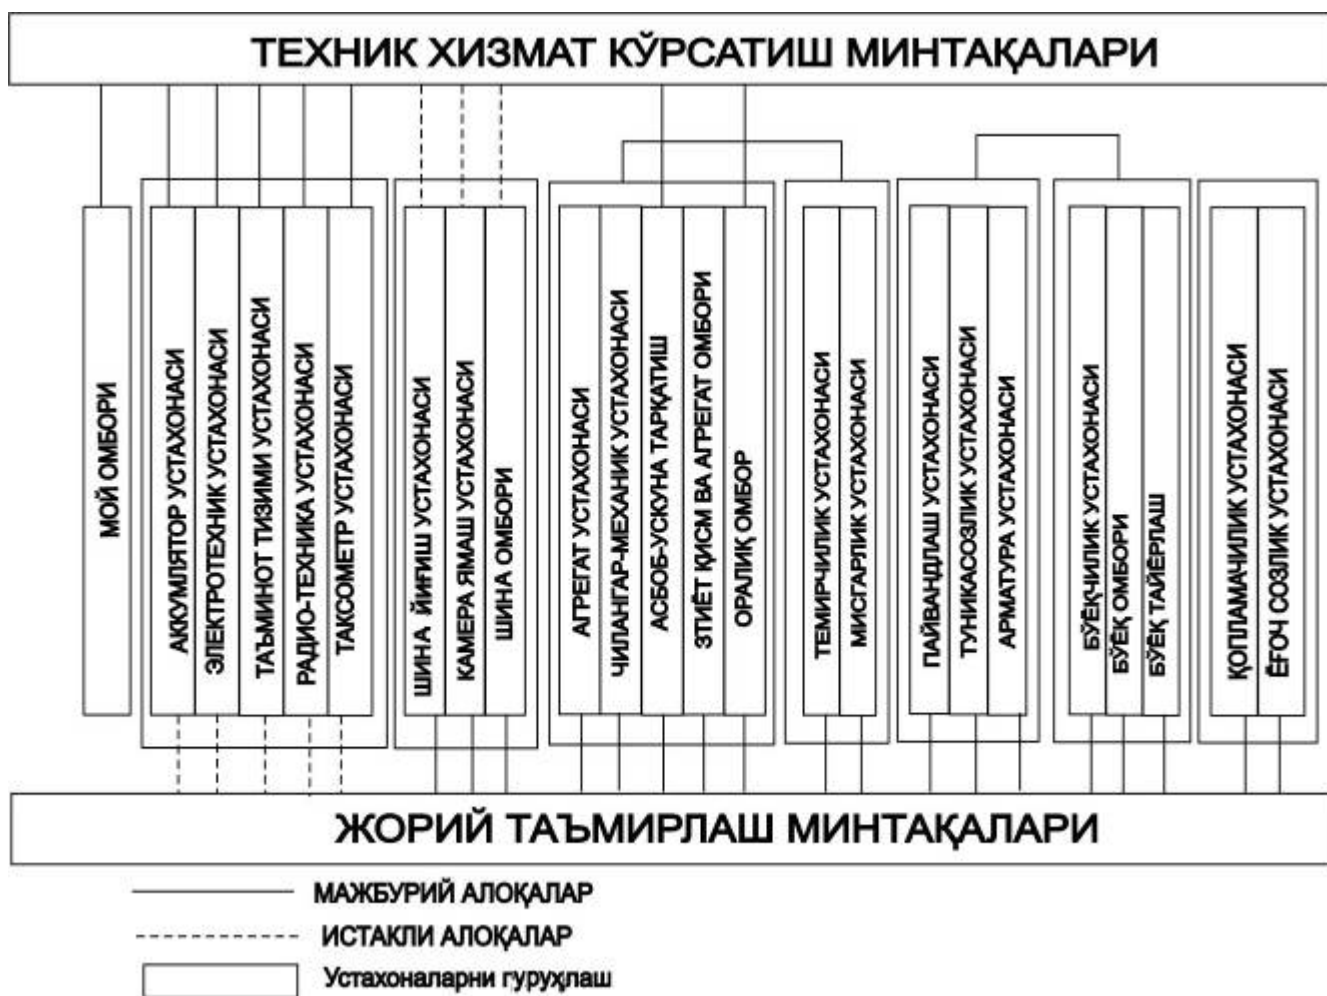 ТЕХНИК ХИЗМАТ КЎРСАТИШ МИНТАҚАЛАРИ
МОЙ ОМБОРИ
АККУМЛЯТОР УСТАХОНАСИ
ЭЛЕКТРОТЕХНИК УСТАХОНАСИ
ТАЪМИНОТ ТИЗИМИ УСТАХОНАСИ
РАДИО-ТЕХНИКА УСТАХОНАСИ
ТАКСОМЕТР УСТАХОНАСИ
ШИНА ЙИҒИШ УСТАХОНАСИ
КАМЕРА ЯМАШ УСТАХОНАСИ
ШИНА ОМБОРИ
АГРЕГАТ УСТАХОНАСИ
ЧИЛАНГАР-МЕХАНИК УСТАХОНАСИ
АСБОБ-УСКУНА ТАРҚАТИШ
ЗТИЁТ ҚИСМ ВА АГРЕГАТ ОМБОРИ
ОРАЛИҚ ОМБОР
ТЕМИРЧИЛИК УСТАХОНАСИ
МИСГАРЛИК УСТАХОНАСИ
ПАЙВАНДЛАШ УСТАХОНАСИ
ТУНИКАСОЗЛИК УСТАХОНАСИ
АРМАТУРА УСТАХОНАСИ
БЎЁҚЧИЛИК УСТАХОНАСИ
БЎЁҚ ОМБОРИ
БЎЁҚ ТАЙЁРЛАШ
ҚОПЛАМАЧИЛИК УСТАХОНАСИ
ЁҒОЧ СОЗЛИК УСТАХОНАСИ
ЖОРИЙ ТАЪМИРЛАШ МИНТАҚАЛАРИ
МАЖБУРИЙ АЛОҚАЛАР
ИСТАКЛИ АЛОҚАЛАР
Устахоналарни гуруҳлаш